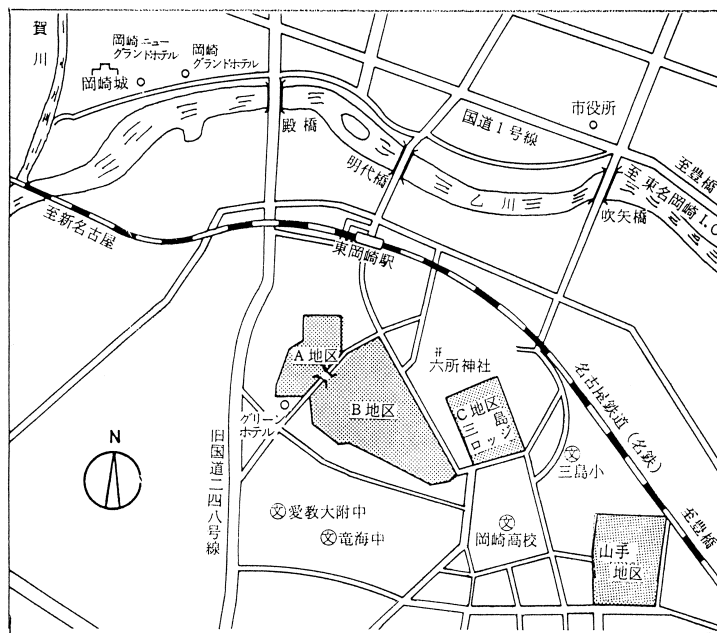 賀川
岡崎ニューグランドホテル
岡崎グランドホテル
岡崎城
市役所
国道1号線
殿橋
明代橋
乙川
吹矢橋
至豊橋
至東名岡崎I.C
至新名古屋
東岡崎駅
A地区
六所神社
B地区
C地区
三島ロッジ
グリーンホテル
名古屋鉄道(名鉄)
N
旧国道二四八号線
文三島小
文愛教大附中
文竜海中
文岡崎高校
山手地区
至豊橋